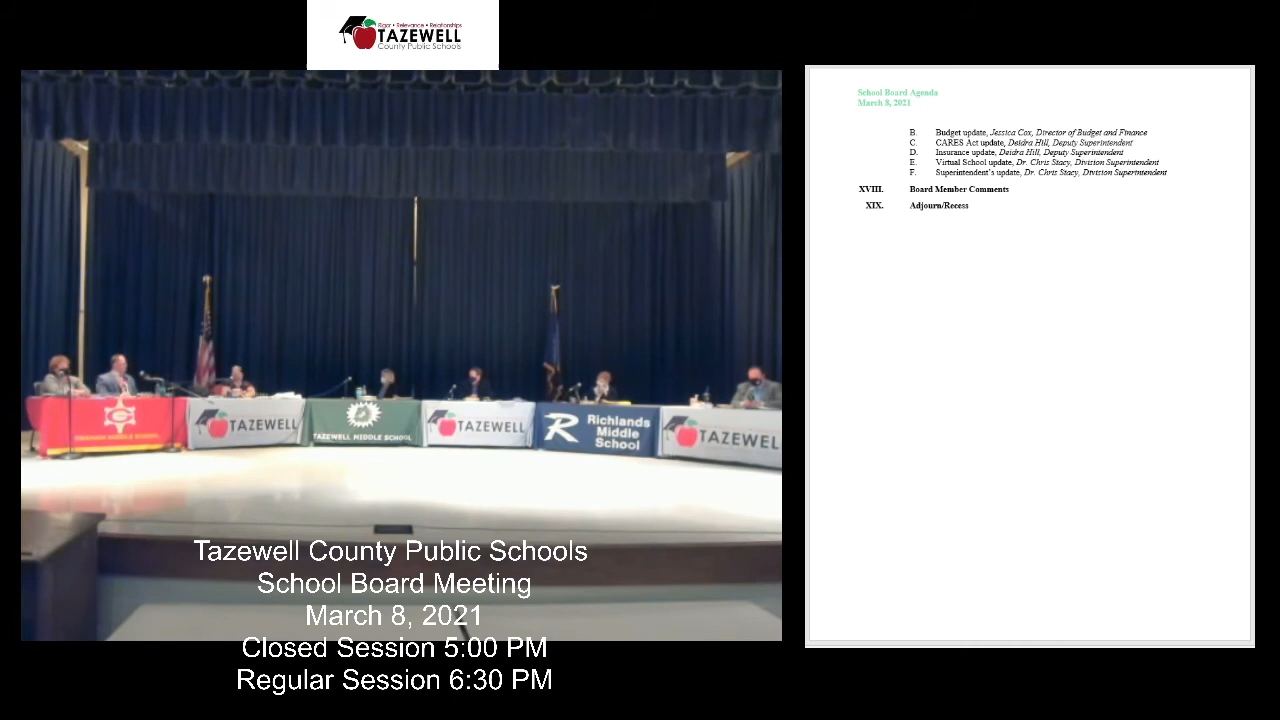 Rigor • Relevance • Relationships
TAZEWELL
County Public Schools
School Board Agenda
March 8, 2021
B. Budget update, Jessica Cox, Director of Budget and Finance
C. CARES Act update, Deidra Hill, Deputy Superintendent
D. Insurance update, Deidra Hill, Deputy Superintendent
E. Virtual School update, Dr. Chris Stacy, Division Superintendent
F. Superintendent's update, Dr. Chris Stacy, Division Superintendent
XVIII. Board Member Comments
XIX. Adjourn/Recess
MIDDLE SCHOOL
TAZEWELL
TAZEWELL MIDDLE SCHOOL
TAZEWELL
R
Richlands
Middle
School
TAZEWELL
Tazewell County Public Schools
School Board Meeting
March 8, 2021
Closed Session 5:00 PM
Regular Session 6:30 PM